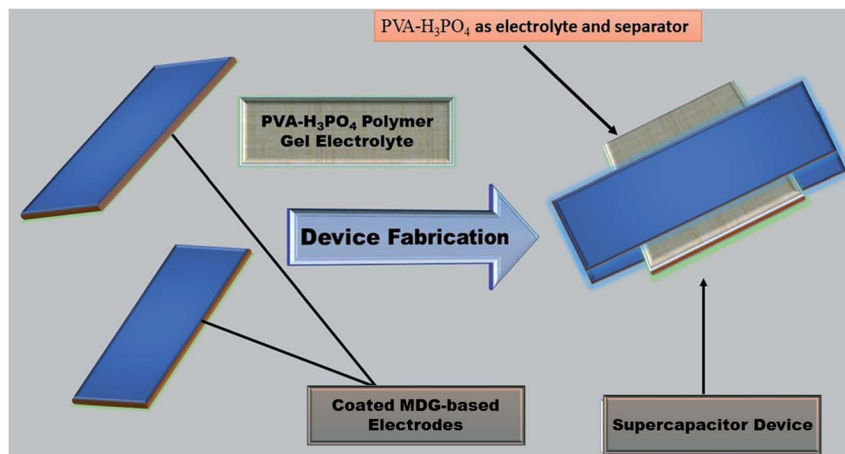 PVA-H₃PO₄ as electrolyte and separator
PVA-H₃PO₄ Polymer
Gel Electrolyte
Device Fabrication
Coated MDG-based
Electrodes
Supercapacitor Device